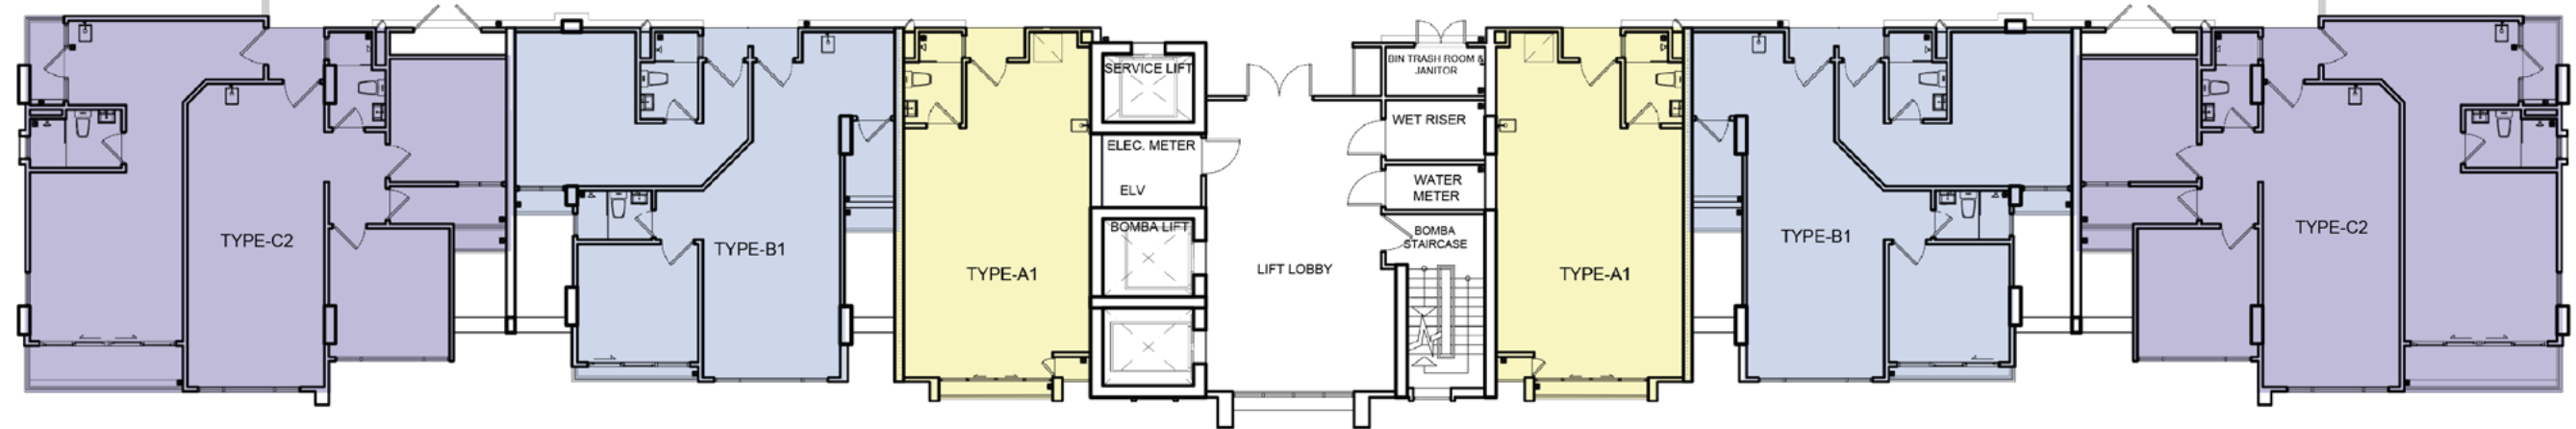 TYPE-C2
TYPE-B1
TYPE-A1
SERVICE LIFT
ELEC. METER
ELV
BOMBA LIFT
LIFT LOBBY
BIN TRASH ROOM &
JANITOR
WET RISER
WATER
METER
BOMBA
STAIRCASE
TYPE-A1
TYPE-B1
TYPE-C2